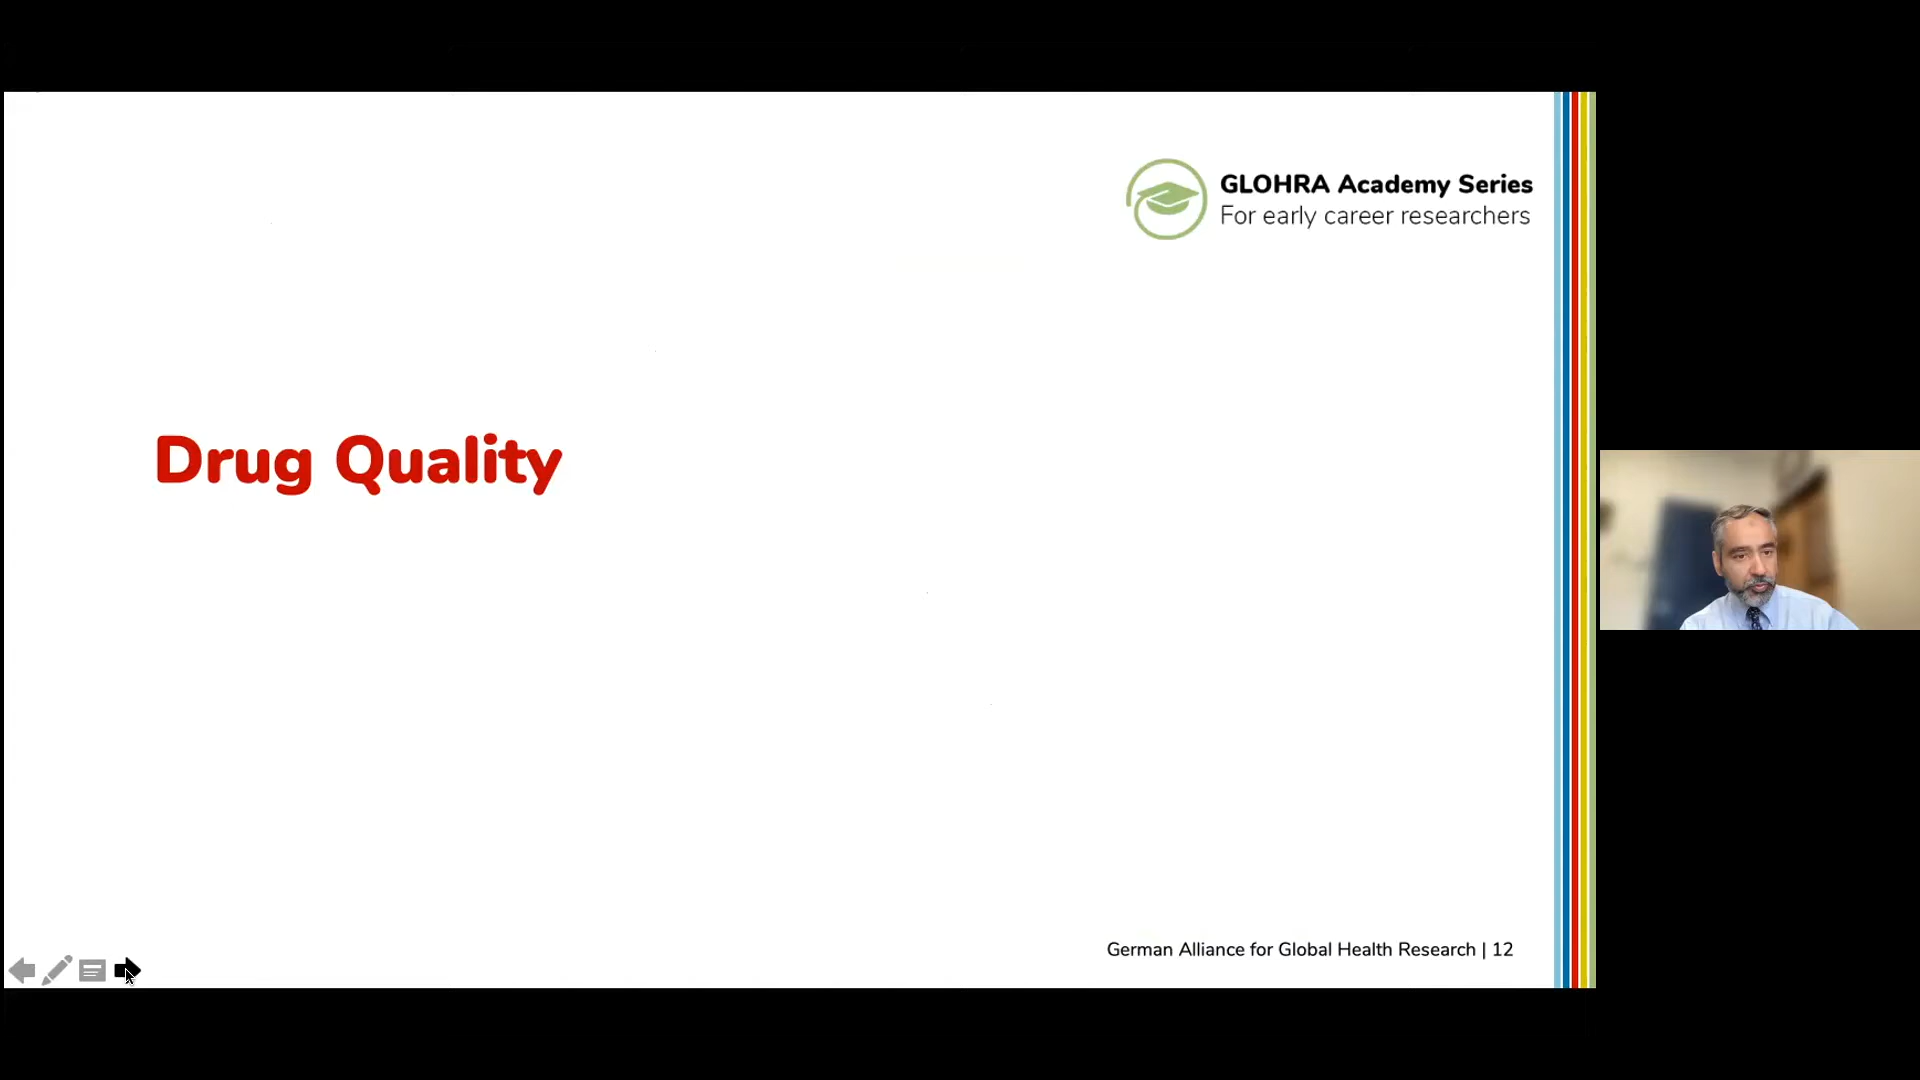 GLOHRA Academy Series
For early career researchers
Drug Quality
German Alliance for Global Health Research | 12